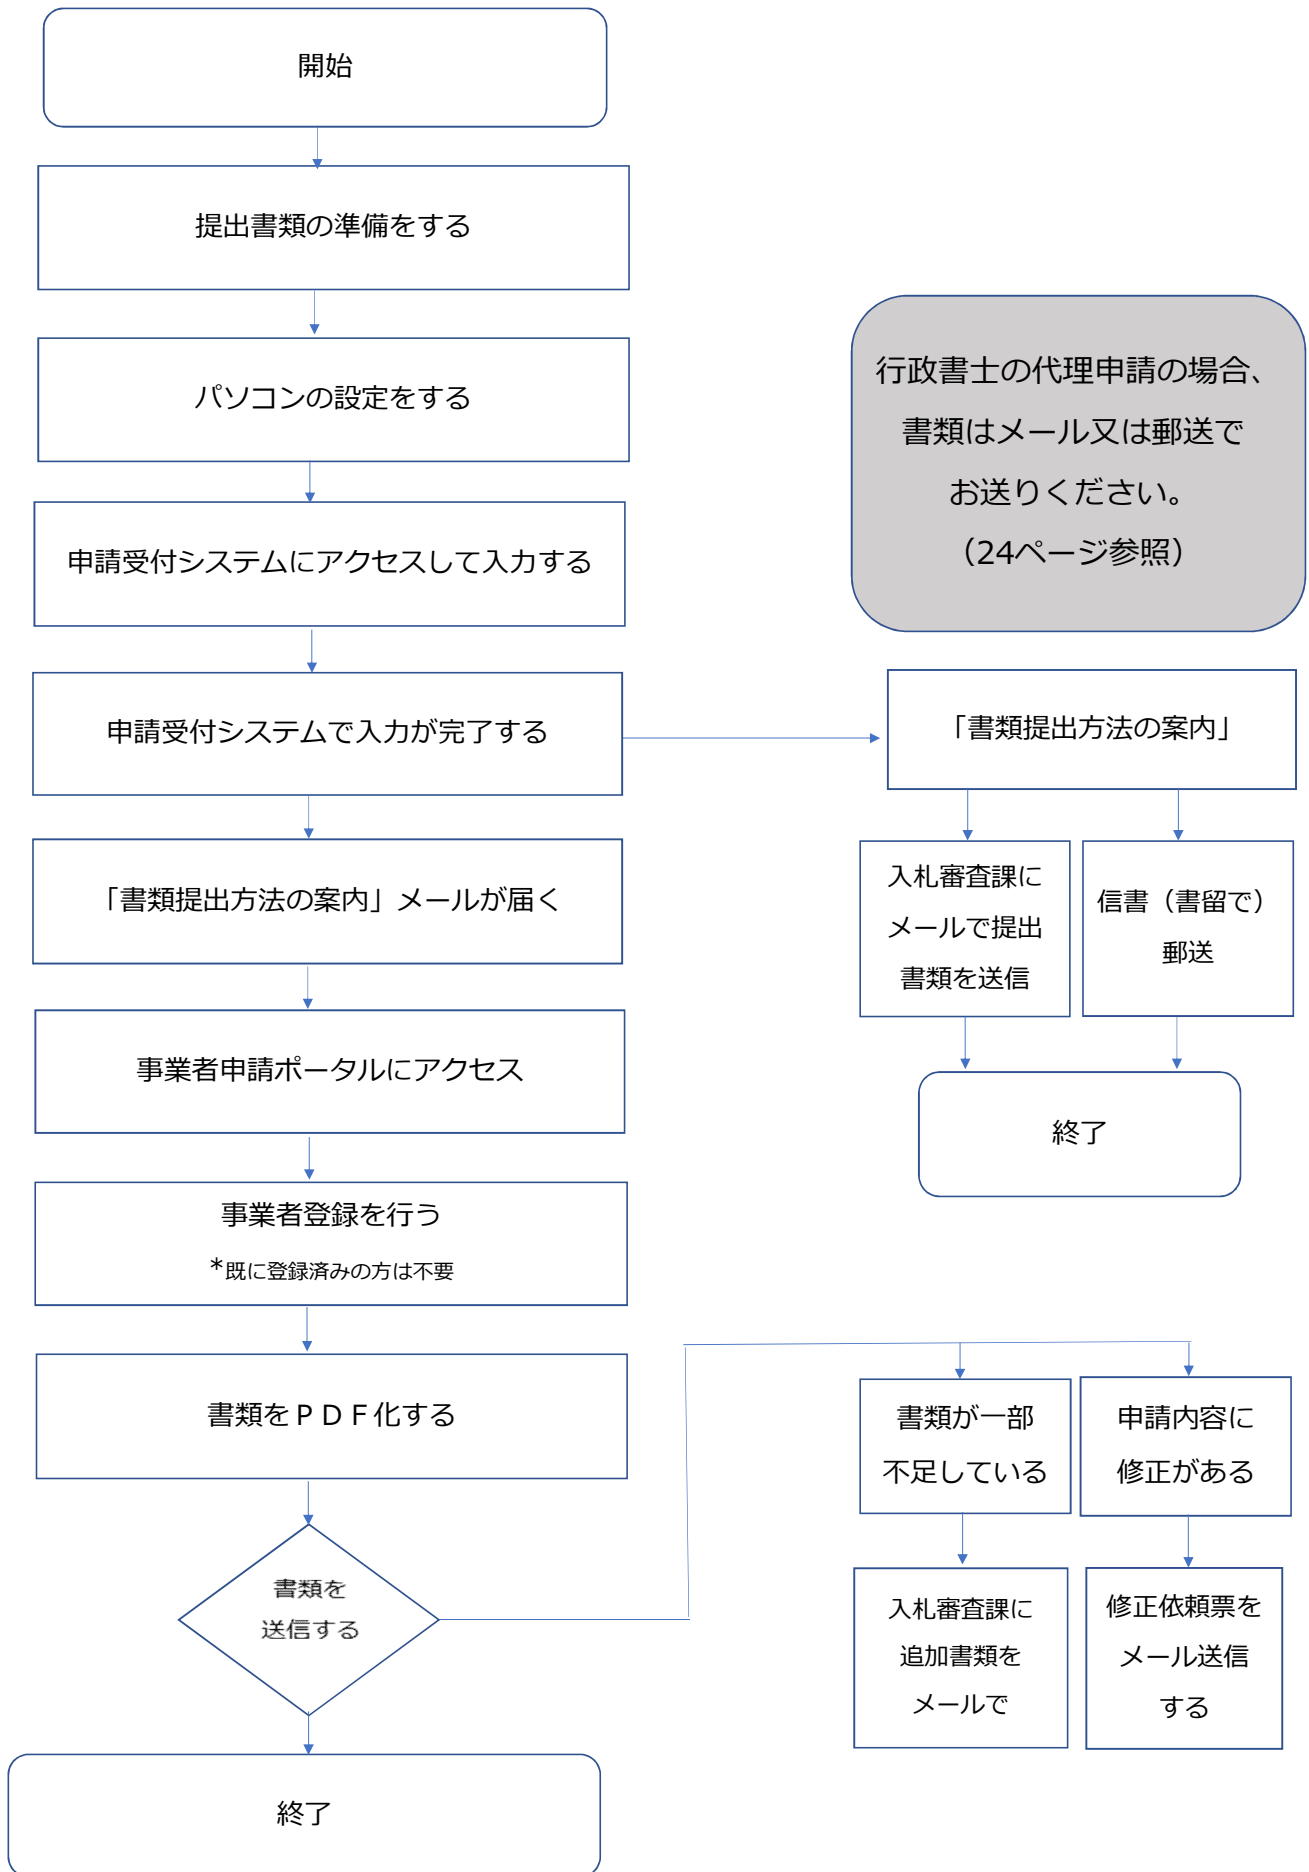 開始
提出書類の準備をする
パソコンの設定をする
申請受付システムにアクセスして入力する
申請受付システムで入力が完了する
「書類提出方法の案内」メールが届く
事業者申請ポータルにアクセス
事業者登録を行う
*既に登録済みの方は不要
書類をＰＤＦ化する
書類を
送信する
終了
行政書士の代理申請の場合、
書類はメール又は郵送で
お送りください。
（24ページ参照）
「書類提出方法の案内」
入札審査課に
メールで提出
書類を送信
信書（書留で）
郵送
終了
書類が一部
不足している
申請内容に
修正がある
入札審査課に
追加書類を
メールで
修正依頼票を
メール送信
する